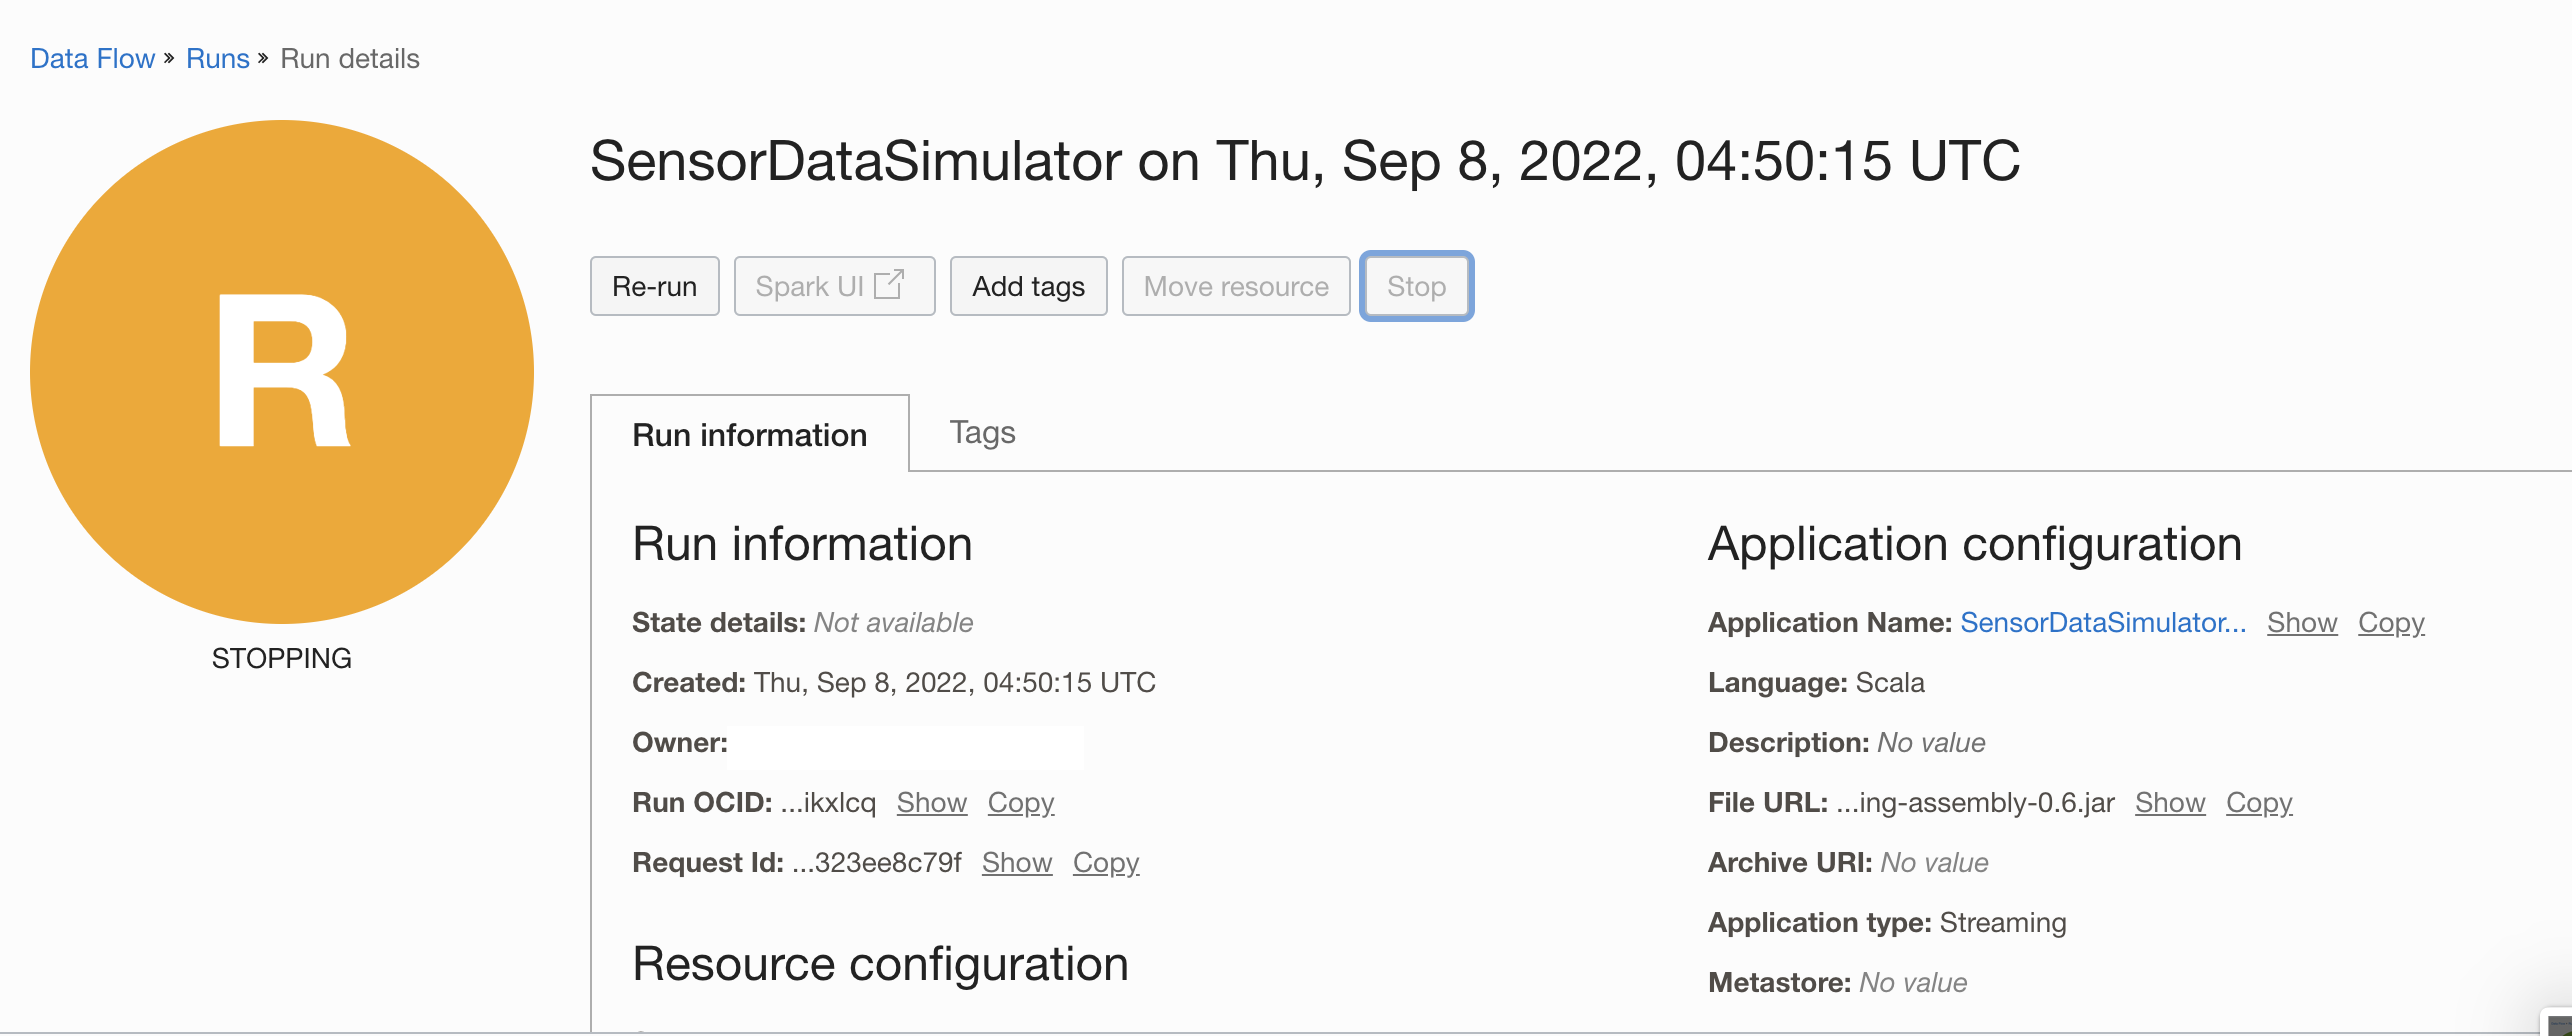 Data Flow » Runs » Run details
R
STOPPING
SensorDataSimulator on Thu, Sep 8, 2022, 04:50:15 UTC
Re-run Spark UI Add tags Move resource Stop
Run information Tags
Run information
State details: Not available
Created: Thu, Sep 8, 2022, 04:50:15 UTC
Owner:
Run OCID: ...ikxlcq Show Copy
Request Id: ...323ee8c79f Show Copy
Resource configuration
Application configuration
Application Name: SensorDataSimulator... Show Copy
Language: Scala
Description: No value
File URL: ...ing-assembly-0.6.jar Show Copy
Archive URI: No value
Application type: Streaming
Metastore: No value